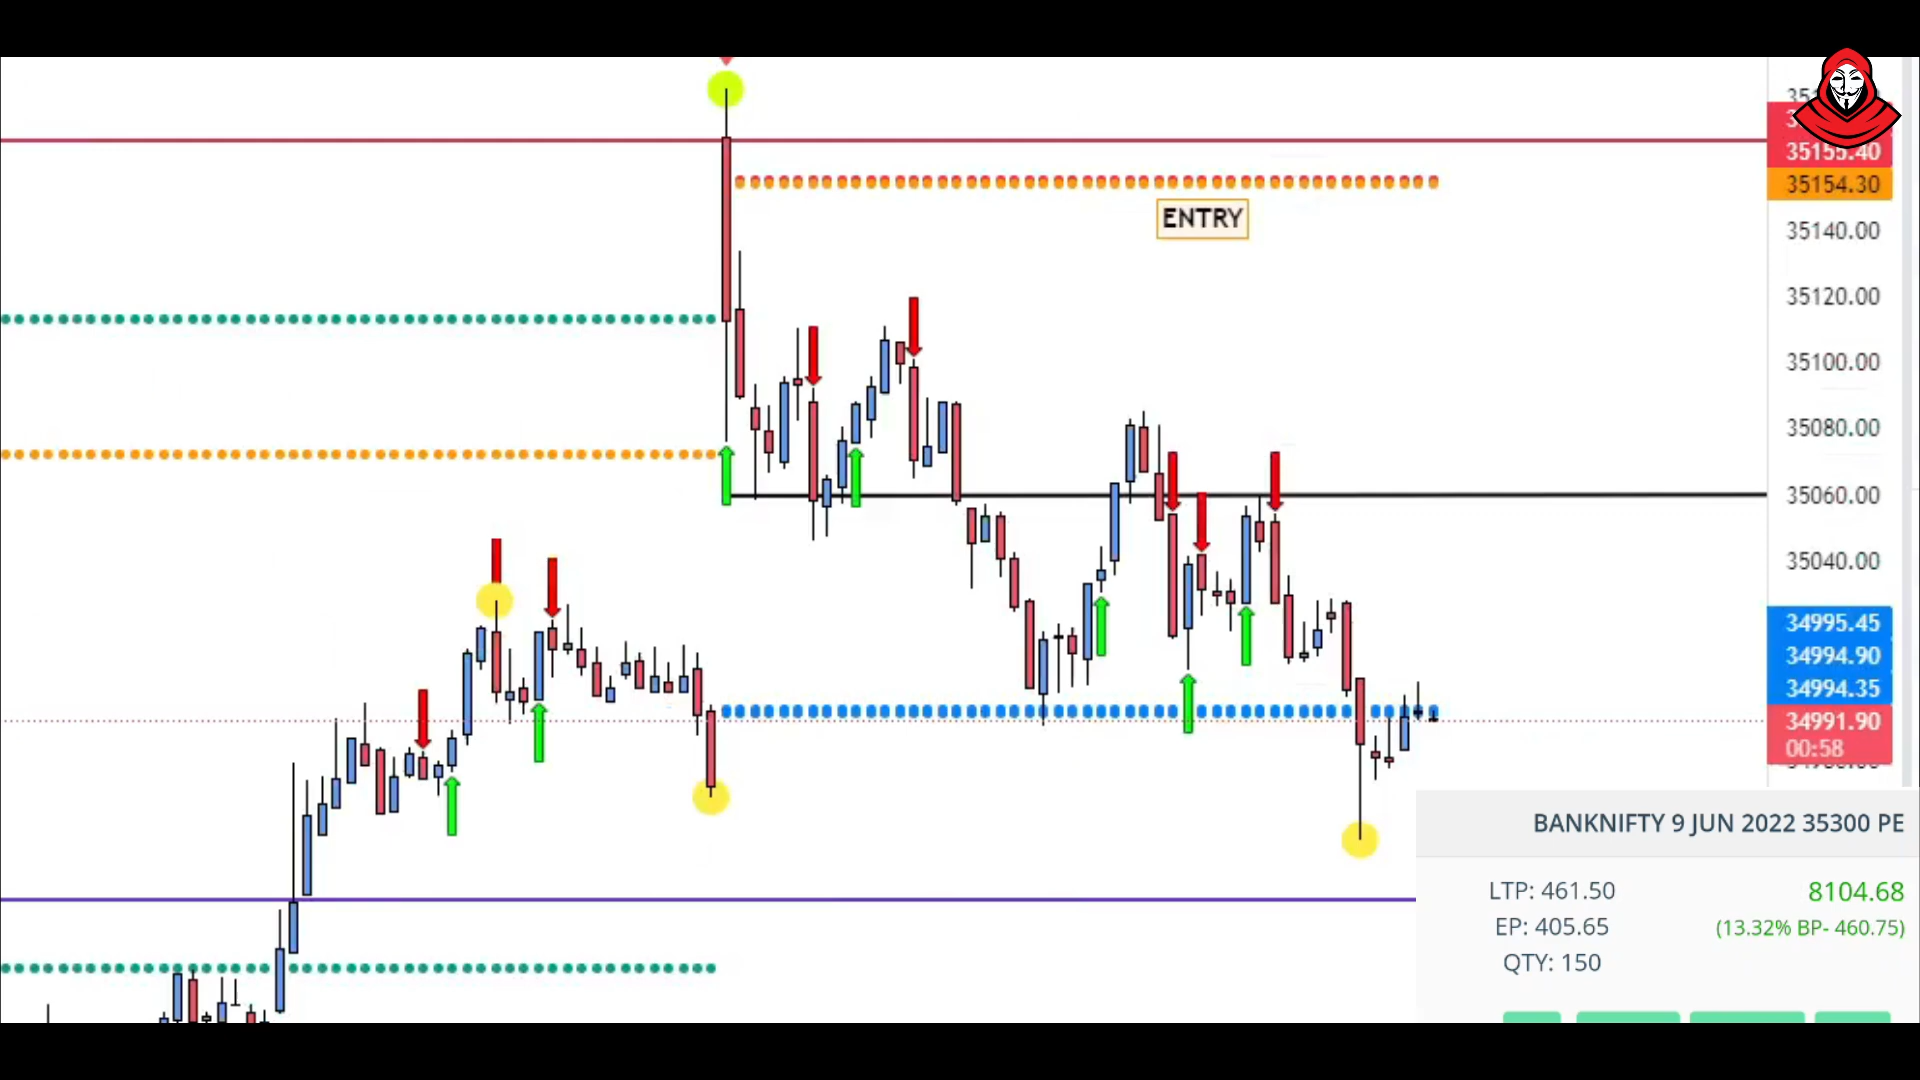 35155.40
35154.30
ENTRY
35140.00
35120.00
35100.00
35080.00
35060.00
35040.00
34995.45
34994.90
34994.35
34991.90
00:58
BANKNIFTY 9 JUN 2022 35300 PE
LTP: 461.50
8104.68
EP: 405.65
(13.32% BP- 460.75)
QTY: 150